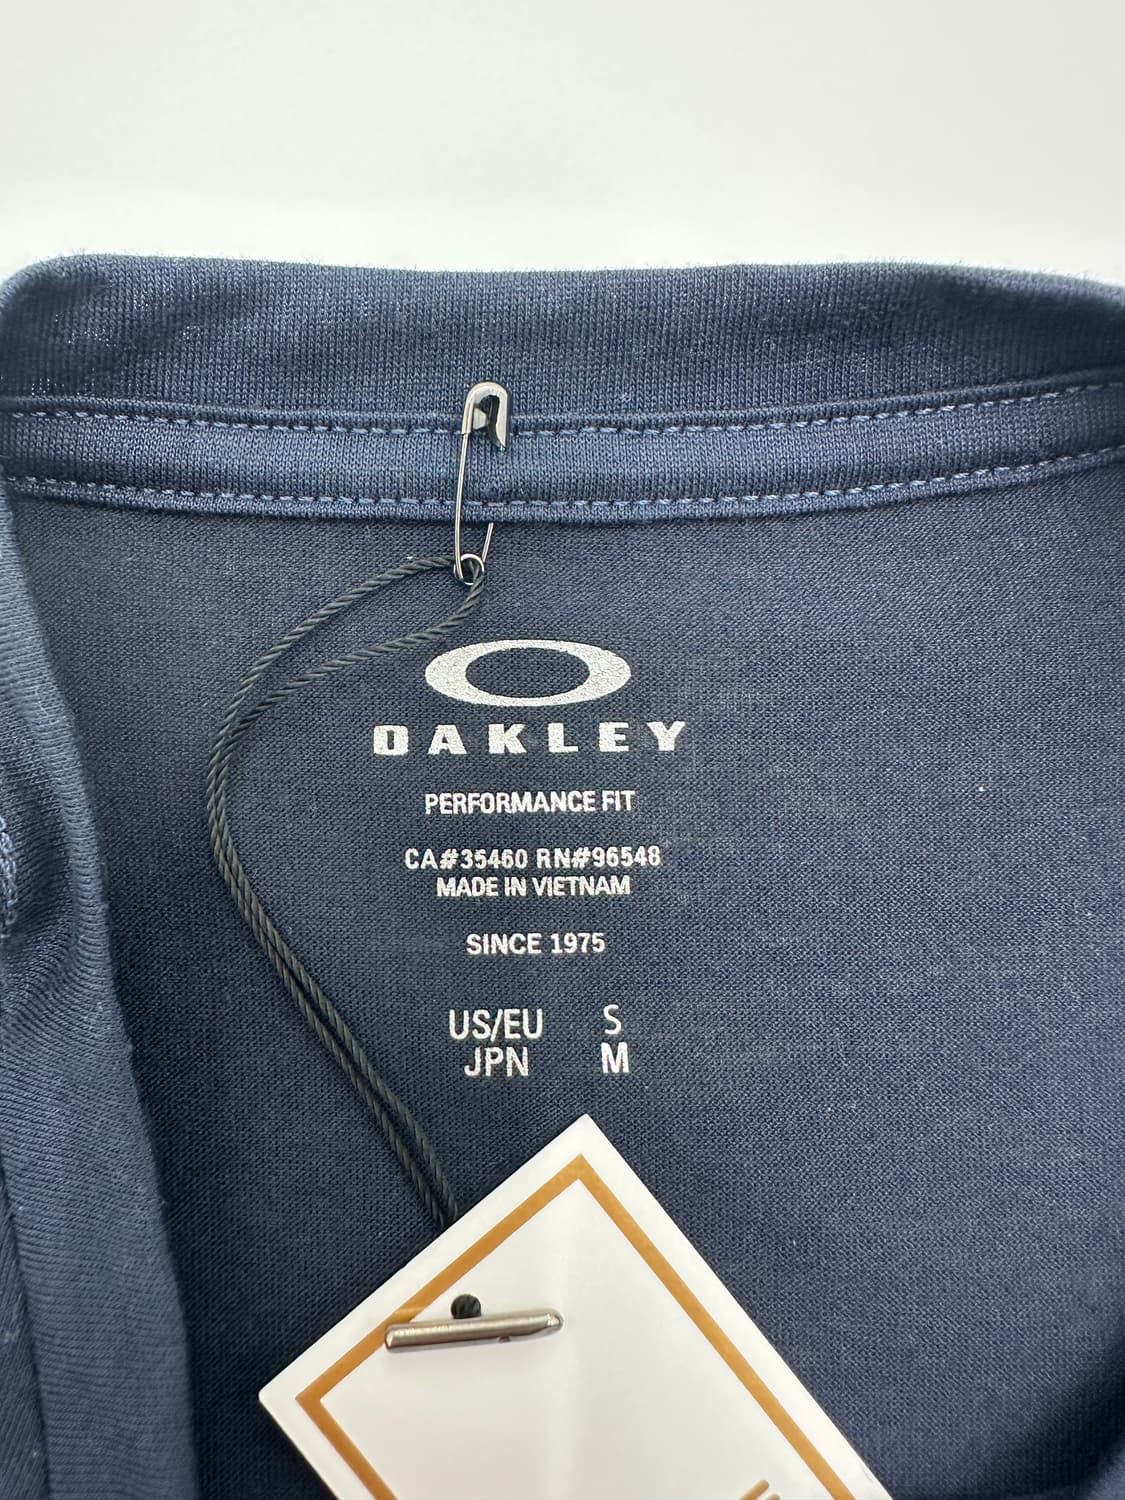 OAKLEY
PERFORMANCE FIT
CA#35460 RN#96548
MADE IN VIETNAM
SINCE 1975
US/EU S
JPN M